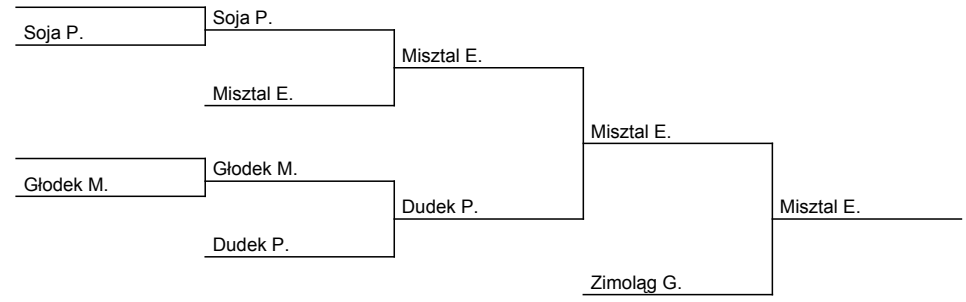 Soja P.
Soja P.
Misztal E.
Misztal E.
Misztal E.
Głodek M.
Głodek M.
Dudek P.
Misztal E.
Dudek P.
Zimoląg G.